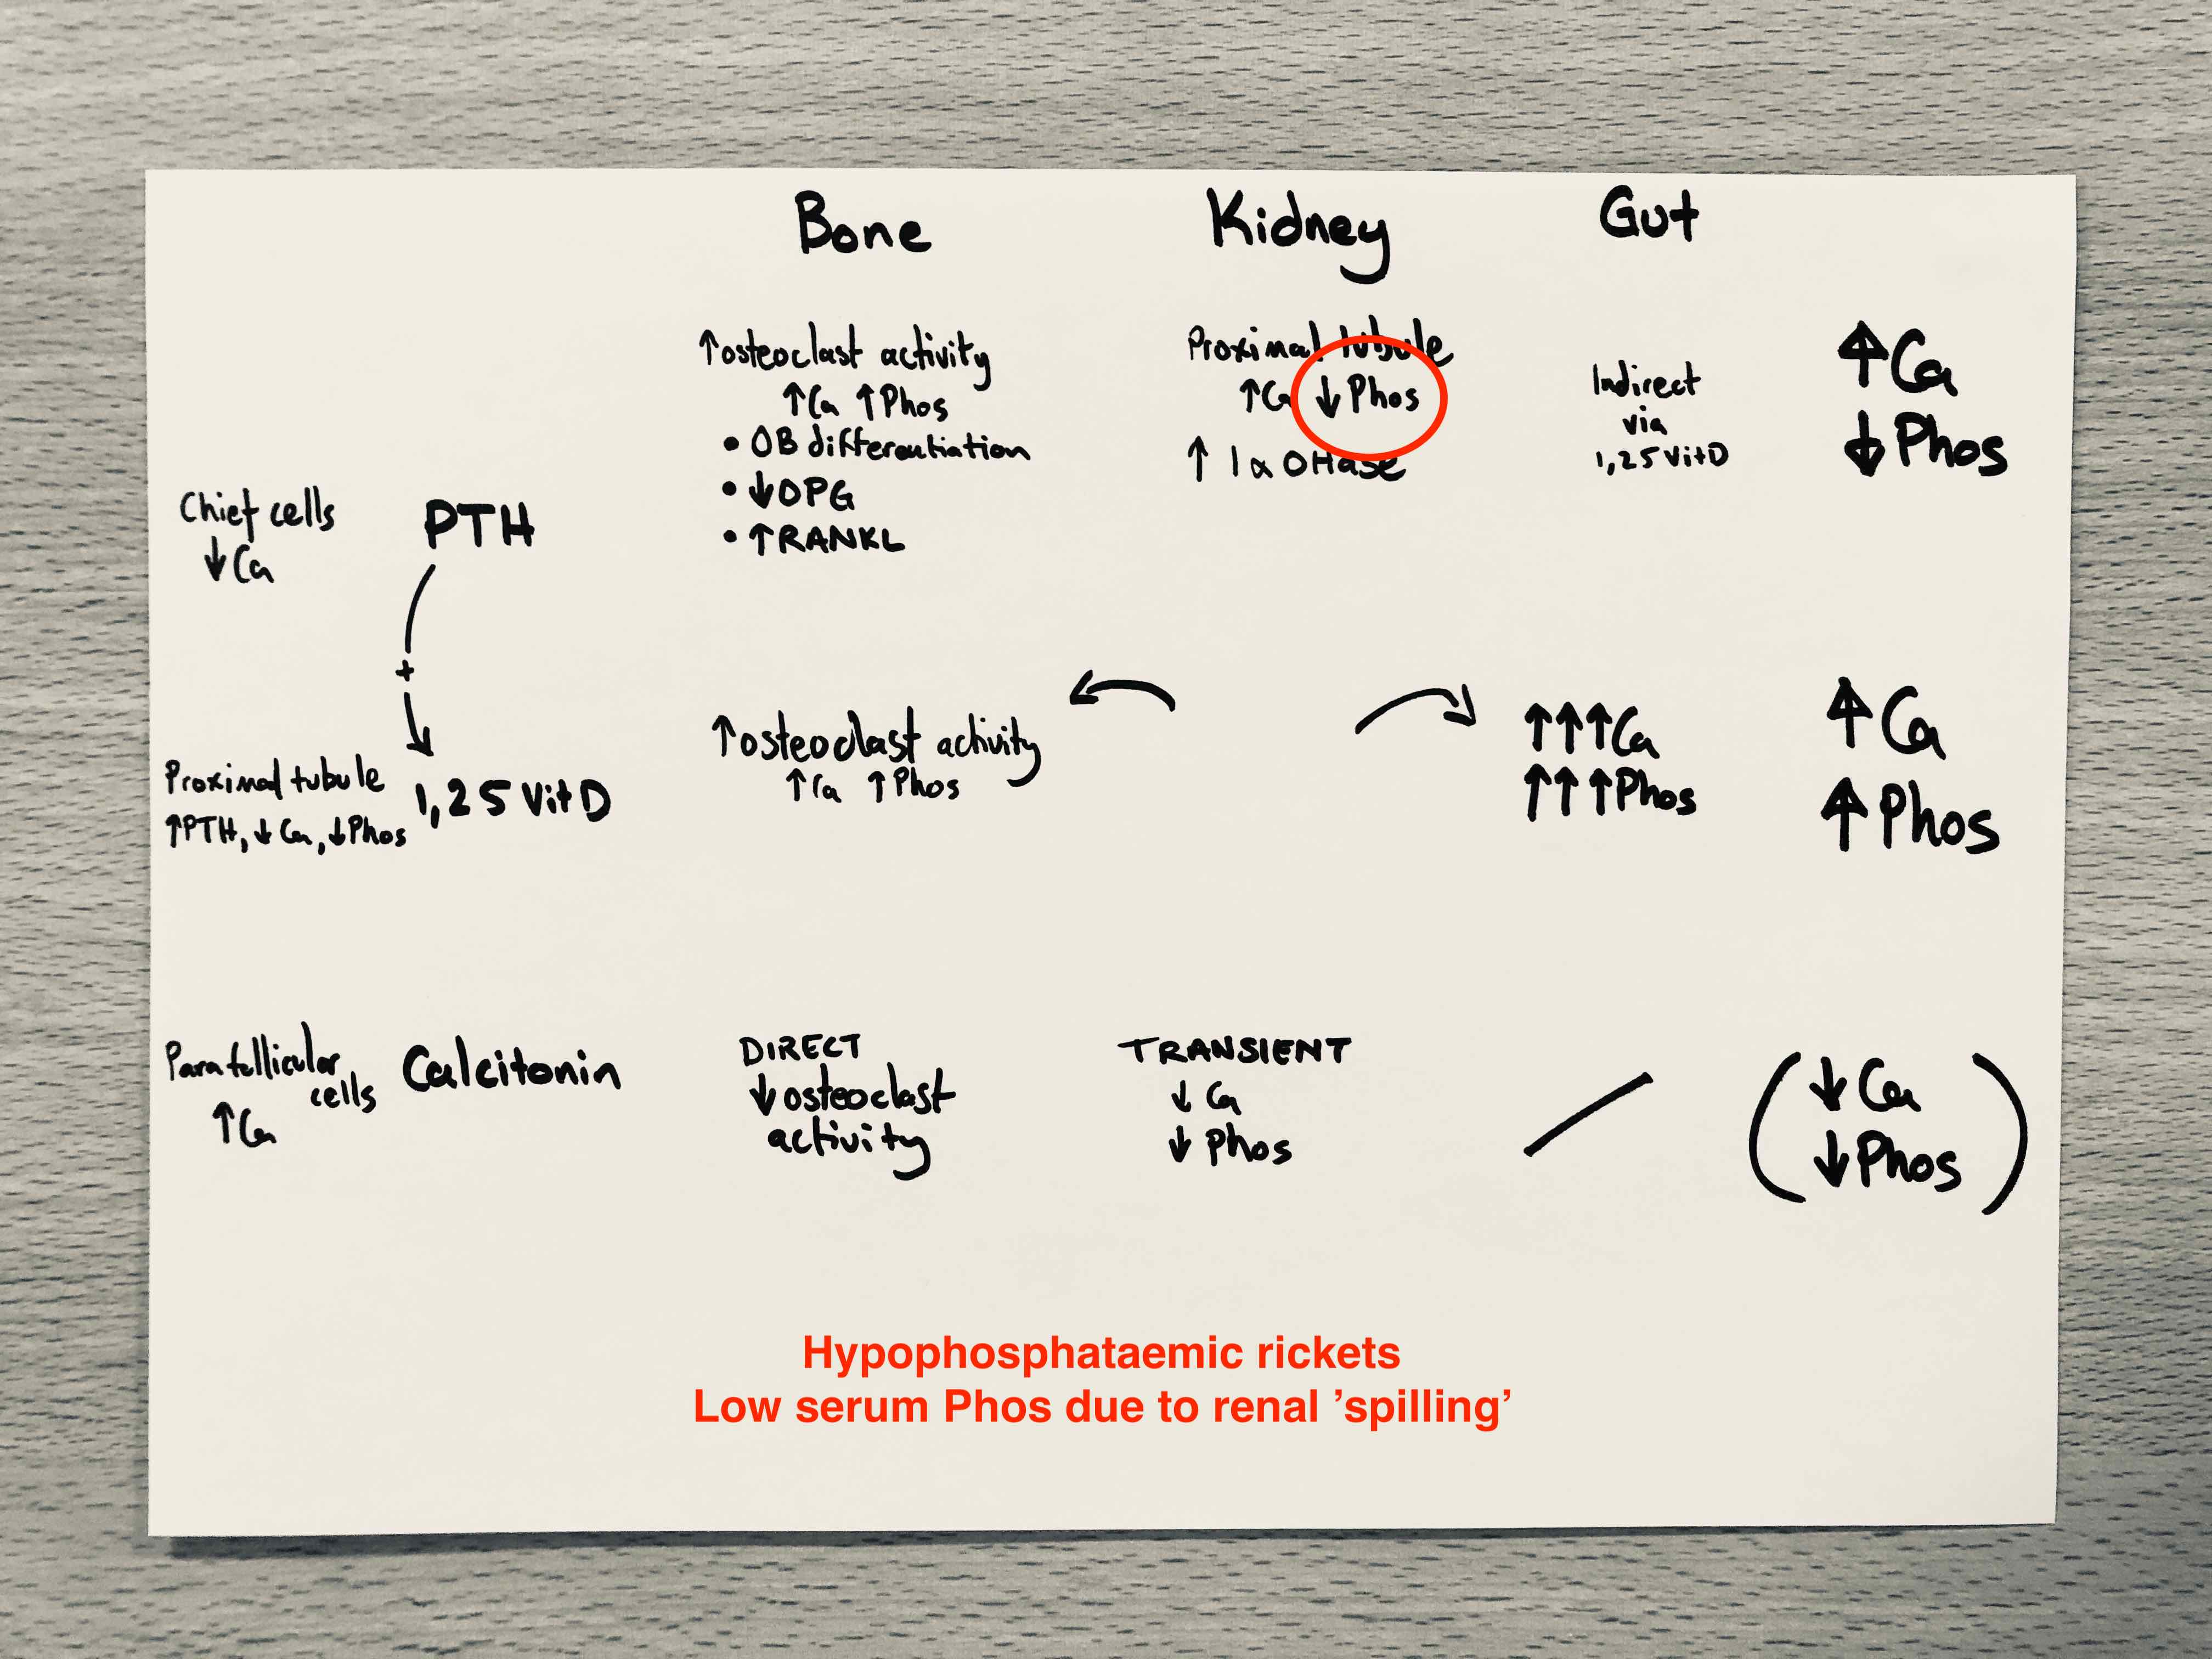 Bone Kidney Gut
↑osteoclast activity
↑Ca ↑Phos
• OB differentiation
• ↓OPG
• ↑RANKL
Proximal tubule
↑Ca ↓Phos
↑ 1α OHase
Indirect
via
1,25 Vit D
↑Ca
↓Phos
Chief cells
↓Ca
PTH
+
Proximal tubule
↑PTH, ↓Ca, ↓Phos
1,25 Vit D
↑osteoclast activity
↑Ca ↑Phos
↑↑↑Ca
↑↑↑Phos
↑Ca
↑Phos
Parafollicular
cells
↑Ca
Calcitonin
DIRECT
↓osteoclast
activity
TRANSIENT
↓ Ca
↓ Phos
(↓Ca
↓Phos)
Hypophosphataemic rickets
Low serum Phos due to renal ’spilling’